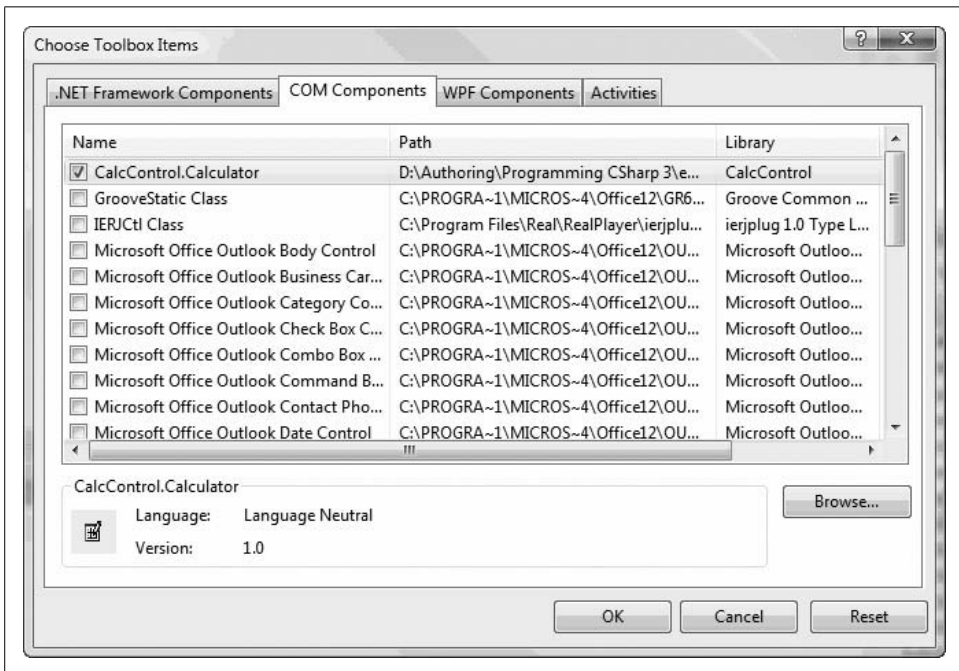 Choose Toolbox Items
.NET Framework Components COM Components WPF Components Activities
Name Path Library
CalcControl.Calculator D:\Authoring\Programming CSharp 3\e... CalcControl
GrooveStatic Class C:\PROGRA~1\MICROS~4\Office12\GR6... Groove Common ...
IERJCtl Class C:\Program Files\Real\RealPlayer\ierjplu... ierjplug 1.0 Type L...
Microsoft Office Outlook Body Control C:\PROGRA~1\MICROS~4\Office12\OU... Microsoft Outloo...
Microsoft Office Outlook Business Car... C:\PROGRA~1\MICROS~4\Office12\OU... Microsoft Outloo...
Microsoft Office Outlook Category Co... C:\PROGRA~1\MICROS~4\Office12\OU... Microsoft Outloo...
Microsoft Office Outlook Check Box C... C:\PROGRA~1\MICROS~4\Office12\OU... Microsoft Outloo...
Microsoft Office Outlook Combo Box ... C:\PROGRA~1\MICROS~4\Office12\OU... Microsoft Outloo...
Microsoft Office Outlook Command B... C:\PROGRA~1\MICROS~4\Office12\OU... Microsoft Outloo...
Microsoft Office Outlook Contact Pho... C:\PROGRA~1\MICROS~4\Office12\OU... Microsoft Outloo...
Microsoft Office Outlook Date Control C:\PROGRA~1\MICROS~4\Office12\OU... Microsoft Outloo...
CalcControl.Calculator
Language: Language Neutral
Version: 1.0
Browse...
OK Cancel Reset